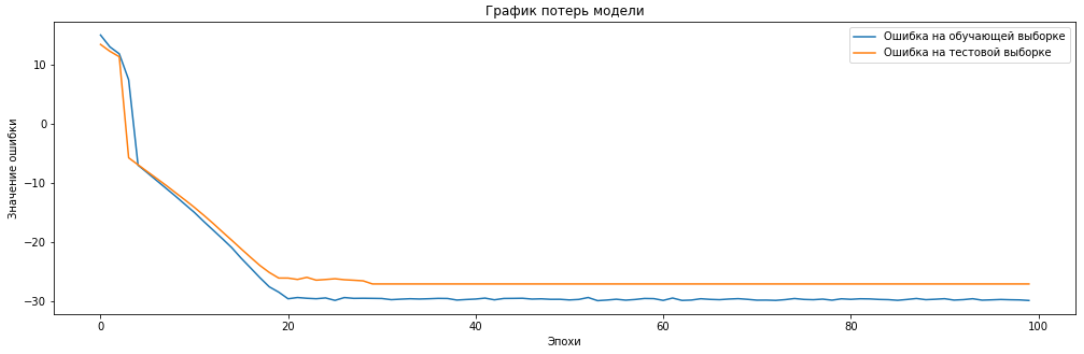 График потерь модели
Ошибка на обучающей выборке
Ошибка на тестовой выборке
Значение ошибки
10
0
−10
−20
−30
0
20
40
60
80
100
Эпохи